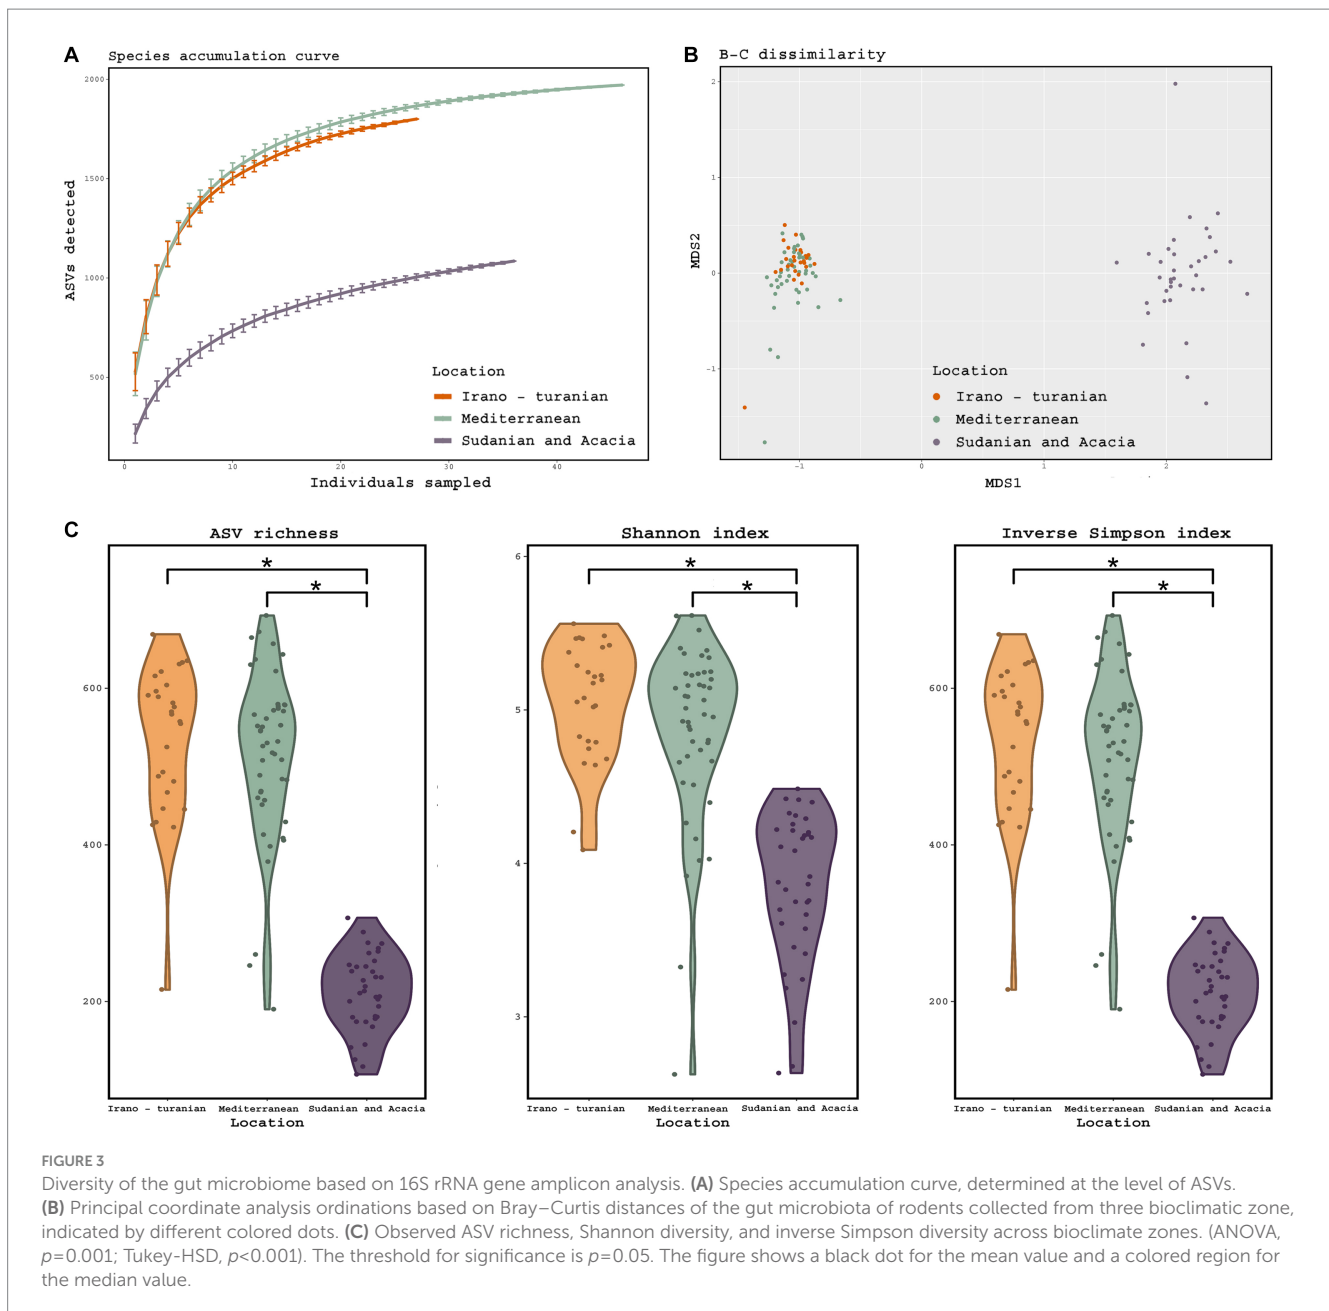 A
Species accumulation curve
2000
1500
1000
500
ASVs detected
0
10
20
30
40
Individuals sampled
Location
Irano - turanian
Mediterranean
Sudanian and Acacia
B
B-C dissimilarity
2
1
0
-1
MDS2
-1
0
1
2
MDS1
Location
Irano - turanian
Mediterranean
Sudanian and Acacia
C
ASV richness
*
*
600
400
200
Irano - turanian
Mediterranean
Sudanian and Acacia
Location
Shannon index
*
*
6
5
4
3
Irano - turanian
Mediterranean
Sudanian and Acacia
Location
Inverse Simpson index
*
*
600
400
200
Irano - turanian
Mediterranean
Sudanian and Acacia
Location
FIGURE 3
Diversity of the gut microbiome based on 16S rRNA gene amplicon analysis. (A) Species accumulation curve, determined at the level of ASVs.
(B) Principal coordinate analysis ordinations based on Bray–Curtis distances of the gut microbiota of rodents collected from three bioclimatic zone,
indicated by different colored dots. (C) Observed ASV richness, Shannon diversity, and inverse Simpson diversity across bioclimate zones. (ANOVA,
p=0.001; Tukey-HSD, p<0.001). The threshold for significance is p=0.05. The figure shows a black dot for the mean value and a colored region for
the median value.